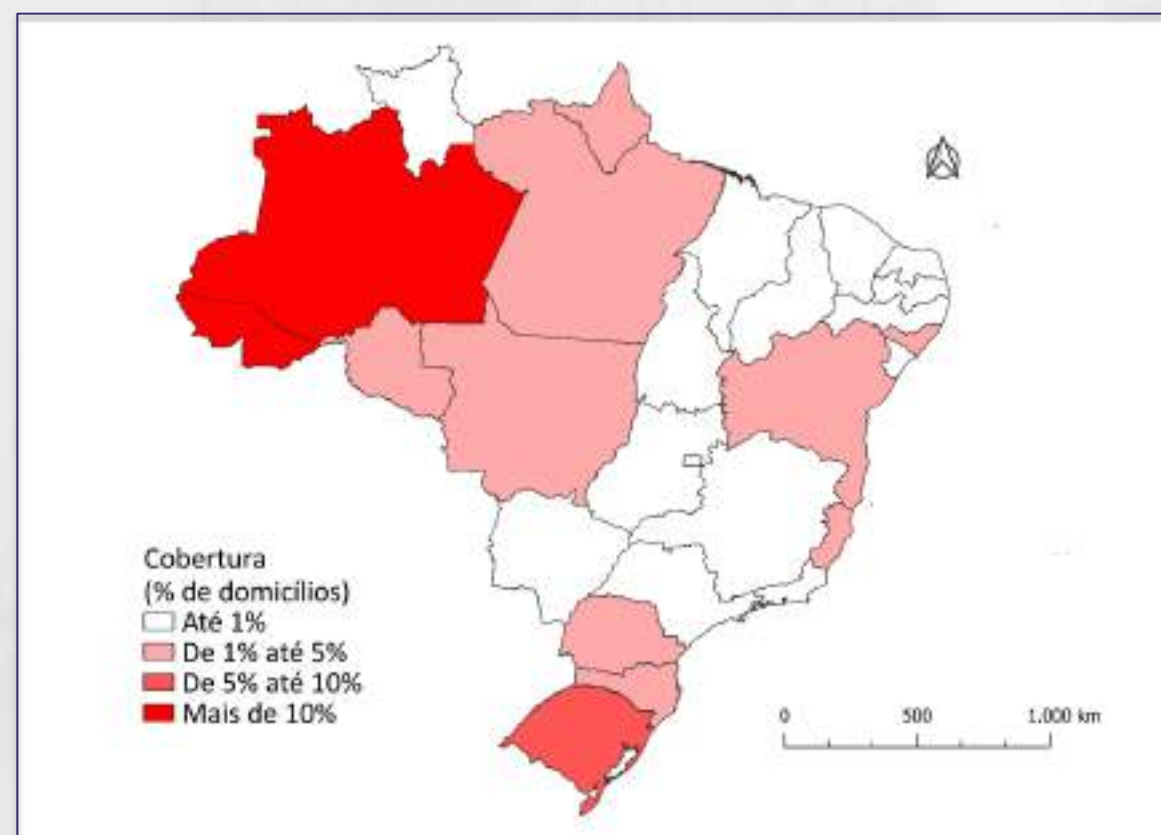 Cobertura
(% de domicílios)
Até 1%
De 1% até 5%
De 5% até 10%
Mais de 10%
0 500 1.000 km